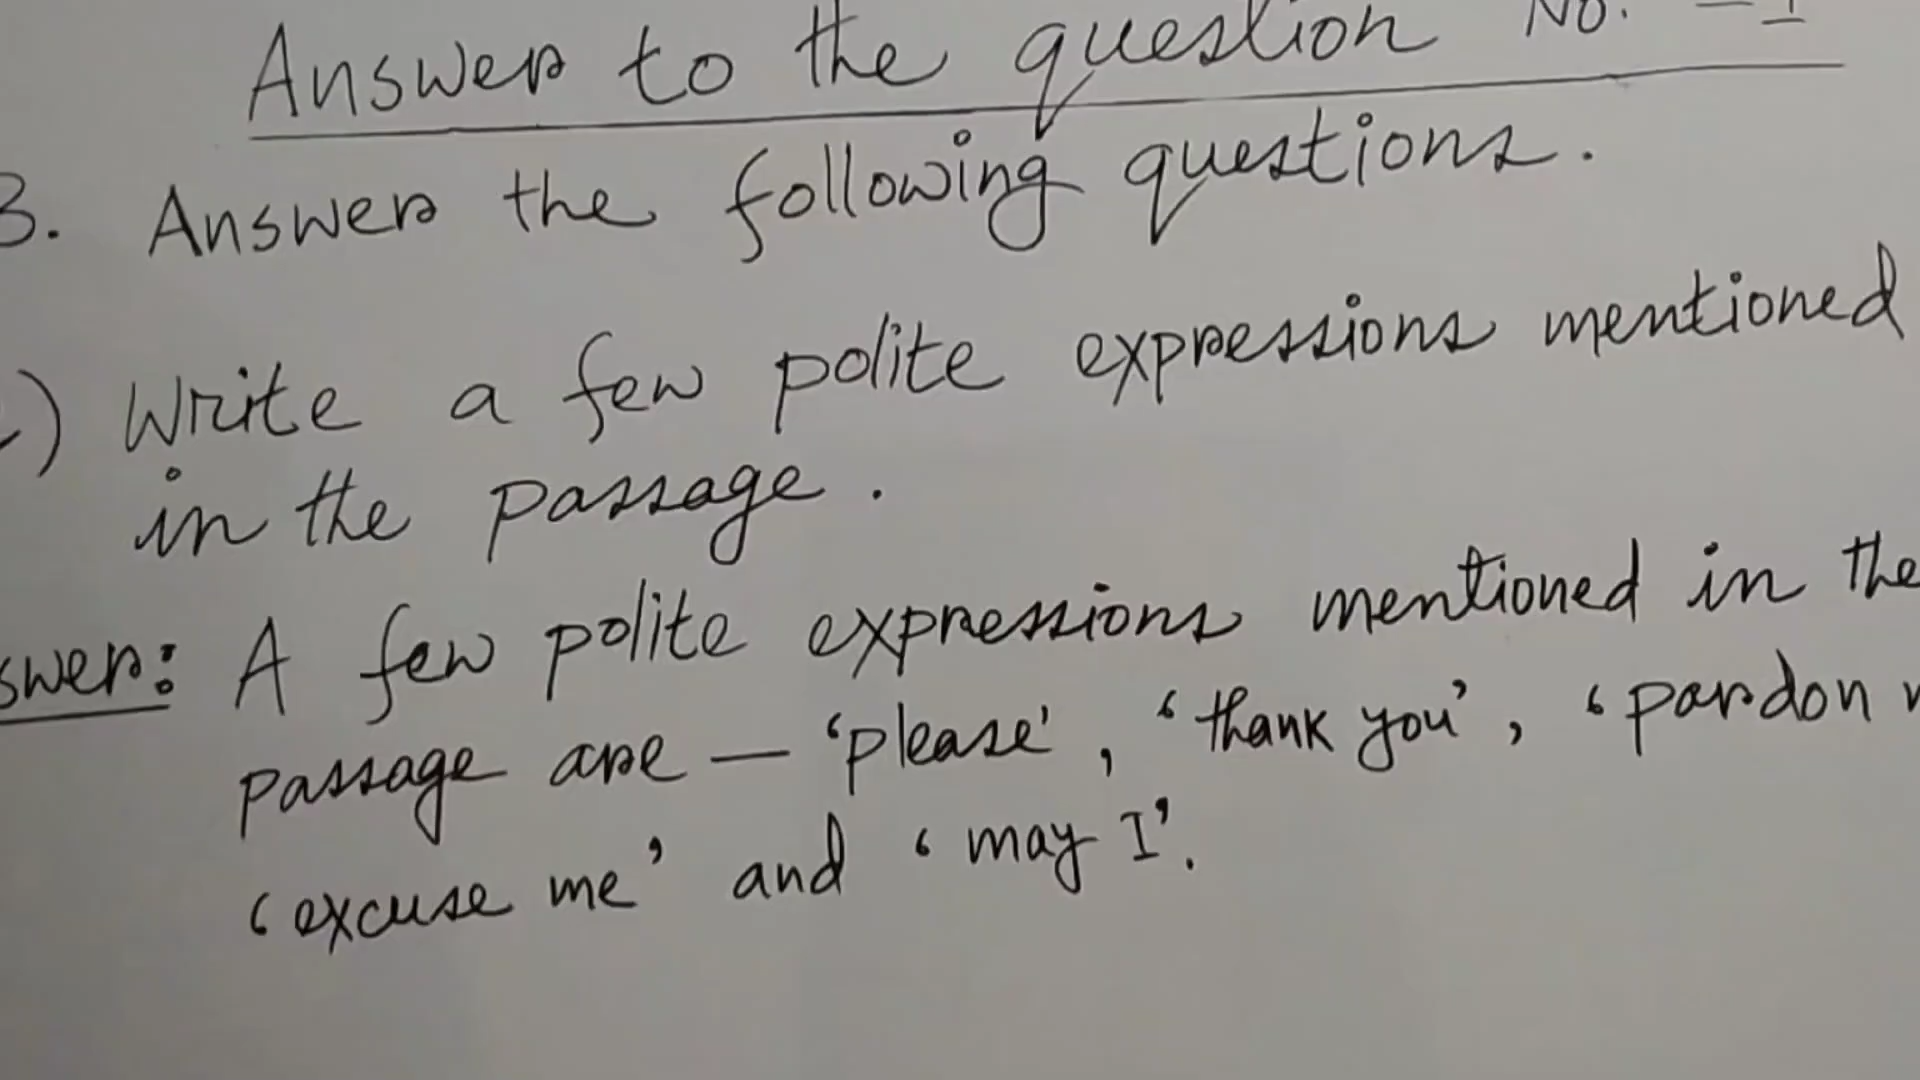 Answer to the question No. - 1
3. Answer the following questions.
) Write a few polite expressions mentioned
in the passage.
swer: A few polite expressions mentioned in the
passage are — 'please', 'thank you', 'pardon
'excuse me' and 'may I'.